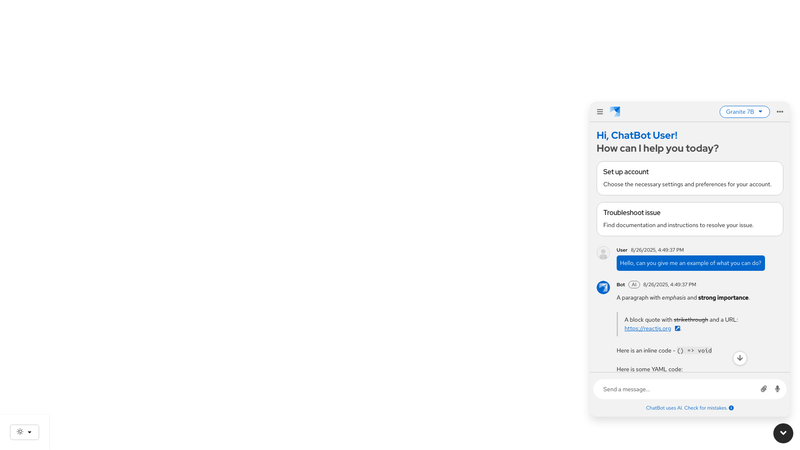 Granite 7B
Hi, ChatBot User!
How can I help you today?
Set up account
Choose the necessary settings and preferences for your account.
Troubleshoot issue
Find documentation and instructions to resolve your issue.
User 8/26/2025, 4:49:37 PM
Hello, can you give me an example of what you can do?
Bot AI 8/26/2025, 4:49:37 PM
A paragraph with emphasis and strong importance.
A block quote with strikethrough and a URL:
https://reactjs.org
Here is an inline code - () => void
Here is some YAML code:
Send a message...
ChatBot uses AI. Check for mistakes.